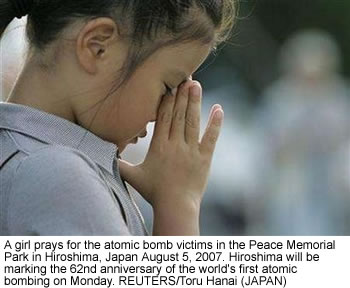 A girl prays for the atomic bomb victims in the Peace Memorial
Park in Hiroshima, Japan August 5, 2007. Hiroshima will be
marking the 62nd anniversary of the world's first atomic
bombing on Monday. REUTERS/Toru Hanai (JAPAN)